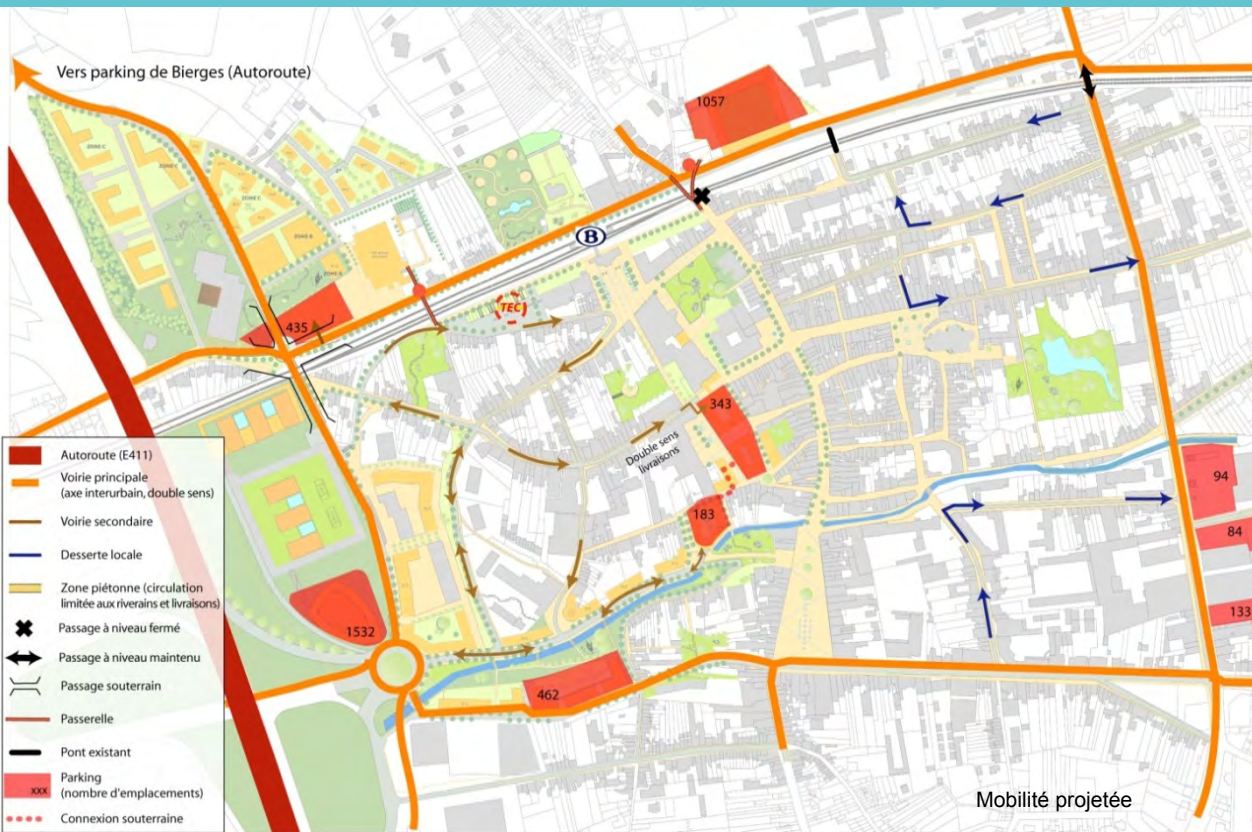 Vers parking de Bierges (Autoroute)
1057
ZONE C
ZONE C
ZONE C
B
TEC
435
343
Double sens
livraisons
183
94
84
133
1532
462
Autoroute (E411)
Voirie principale
(axe interurbain, double sens)
Voirie secondaire
Desserte locale
Zone piétonne (circulation
limitée aux riverains et livraisons)
Passage à niveau fermé
Passage à niveau maintenu
Passage souterrain
Passerelle
Pont existant
Parking
xxx
(nombre d'emplacements)
Connexion souterraine
Mobilité projetée